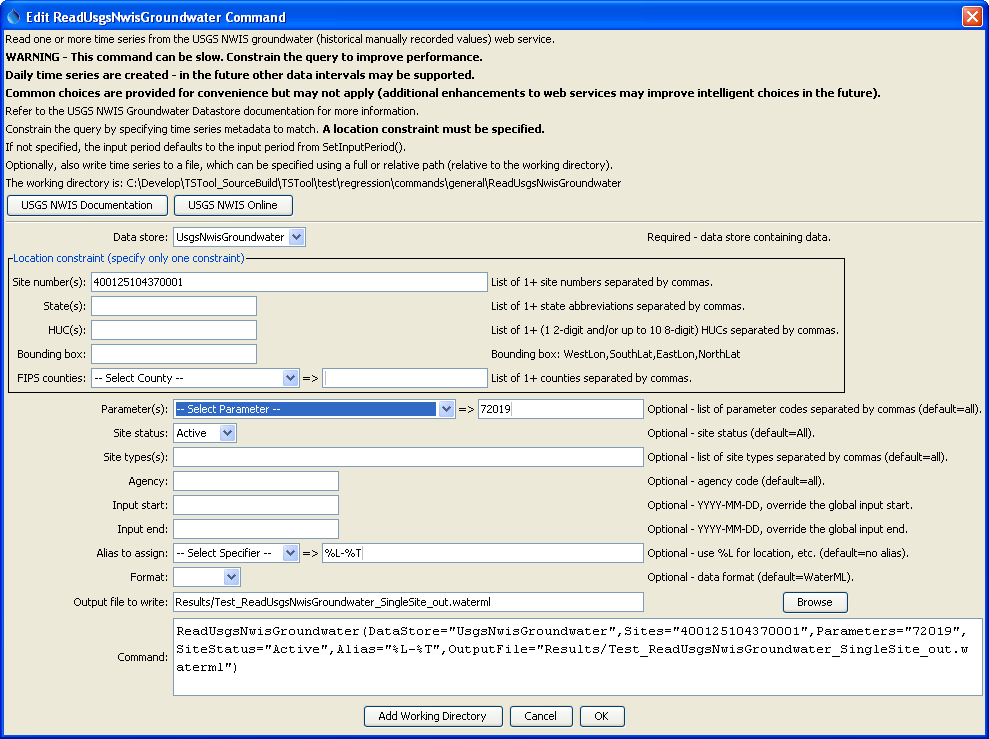 Edit ReadUsgsNwisGroundwater Command
Read one or more time series from the USGS NWIS groundwater (historical manually recorded values) web service.
WARNING - This command can be slow. Constrain the query to improve performance.
Daily time series are created - in the future other data intervals may be supported.
Common choices are provided for convenience but may not apply (additional enhancements to web services may improve intelligent choices in the future).
Refer to the USGS NWIS Groundwater Datastore documentation for more information.
Constrain the query by specifying time series metadata to match. A location constraint must be specified.
If not specified, the input period defaults to the input period from SetInputPeriod().
Optionally, also write time series to a file, which can be specified using a full or relative path (relative to the working directory).
The working directory is: C:\Develop\TSTool_SourceBuild\TSTool\test\regression\commands\general\ReadUsgsNwisGroundwater
USGS NWIS Documentation USGS NWIS Online
Data store: UsgsNwisGroundwater Required - data store containing data.
Location constraint (specify only one constraint)
Site number(s): 400125104370001 List of 1+ site numbers separated by commas.
State(s): List of 1+ state abbreviations separated by commas.
HUC(s): List of 1+ (1 2-digit and/or up to 10 8-digit) HUCs separated by commas.
Bounding box: Bounding box: WestLon,SouthLat,EastLon,NorthLat
FIPS counties: -- Select County -- => List of 1+ counties separated by commas.
Parameter(s): -- Select Parameter -- => 72019 Optional - list of parameter codes separated by commas (default=all).
Site status: Active Optional - site status (default=All).
Site types(s): Optional - list of site types separated by commas (default=all).
Agency: Optional - agency code (default=all).
Input start: Optional - YYYY-MM-DD, override the global input start.
Input end: Optional - YYYY-MM-DD, override the global input end.
Alias to assign: -- Select Specifier -- => %L-%T Optional - use %L for location, etc. (default=no alias).
Format: Optional - data format (default=WaterML).
Output file to write: Results/Test_ReadUsgsNwisGroundwater_SingleSite_out.waterml Browse
Command: ReadUsgsNwisGroundwater(DataStore="UsgsNwisGroundwater",Sites="400125104370001",Parameters="72019",
SiteStatus="Active",Alias="%L-%T",OutputFile="Results/Test_ReadUsgsNwisGroundwater_SingleSite_out.w
aterml")
Add Working Directory Cancel OK